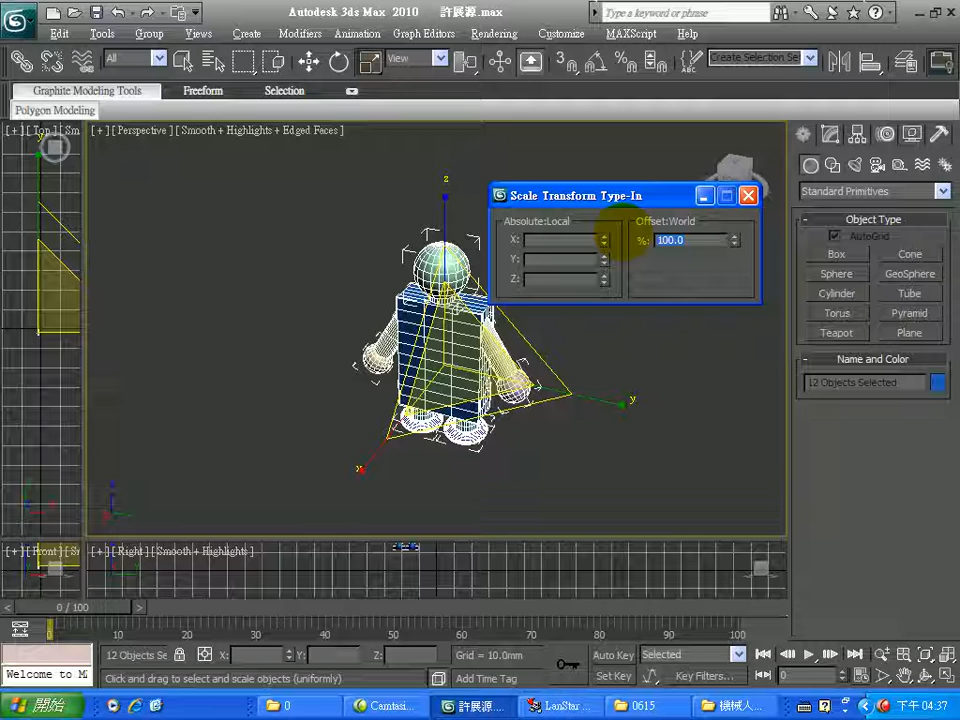 Autodesk 3ds Max 2010 許展源.max
Type a keyword or phrase
Edit Tools Group Views Create Modifiers Animation Graph Editors Rendering Customize MAXScript Help
All View Create Selection Se
Graphite Modeling Tools Freeform Selection
Polygon Modeling
[ + ] [ Top ] [ Sm
[ + ] [ Perspective ] [ Smooth + Highlights + Edged Faces ]
Standard Primitives
Scale Transform Type-In
Absolute:Local Offset:World
X: %: 100.0
Y:
Z:
Object Type
AutoGrid
Box Cone
Sphere GeoSphere
Cylinder Tube
Torus Pyramid
Teapot Plane
Name and Color
12 Objects Selected
z
y
x
[ + ] [ Front ] [ S
[ + ] [ Right ] [ Smooth + Highlights ]
< 0 / 100 >
0 10 20 30 40 50 60 70 80 90 100
12 Objects Se X: Y: Z: Grid = 10.0mm Auto Key Selected
Welcome to M Click and drag to select and scale objects (uniformly) Add Time Tag Set Key Key Filters... 0
開始 0 Camtasi... 許展源.... LanStar ... 0615 機械人... 下午 04:37